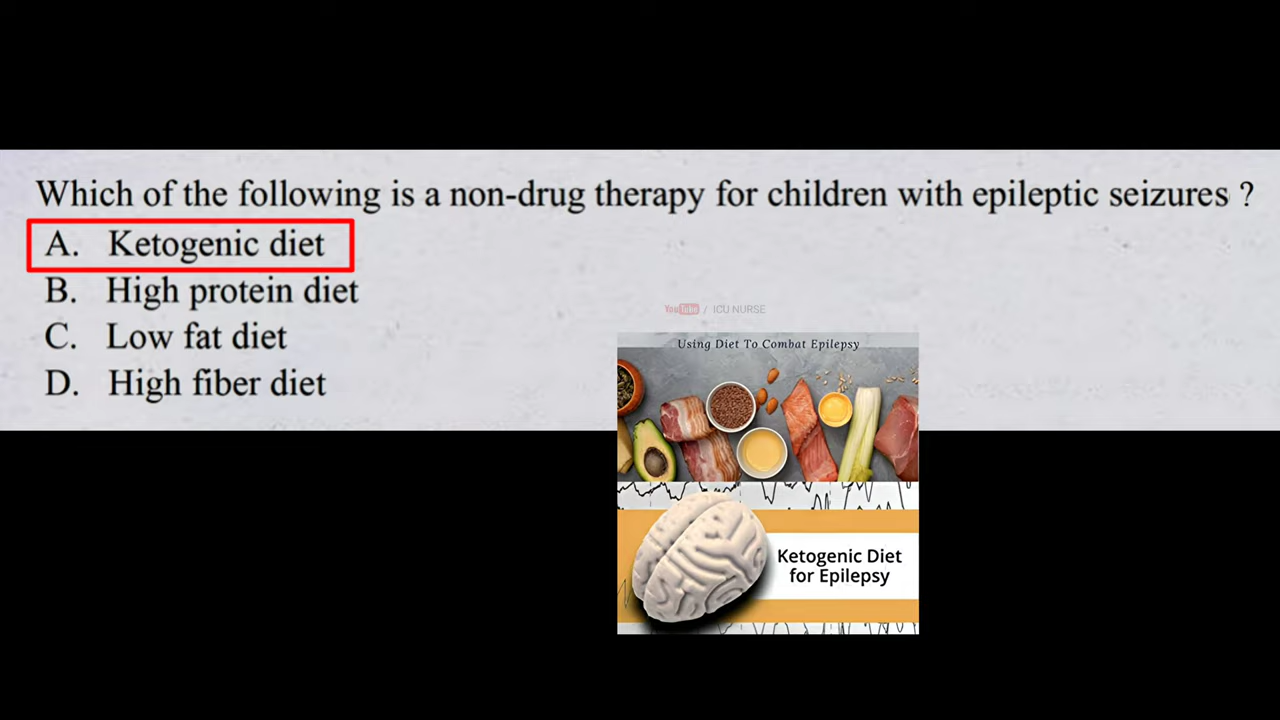 Which of the following is a non-drug therapy for children with epileptic seizures ?
A. Ketogenic diet
B. High protein diet
C. Low fat diet
D. High fiber diet
YouTube / ICU NURSE
Using Diet To Combat Epilepsy
Ketogenic Diet
for Epilepsy